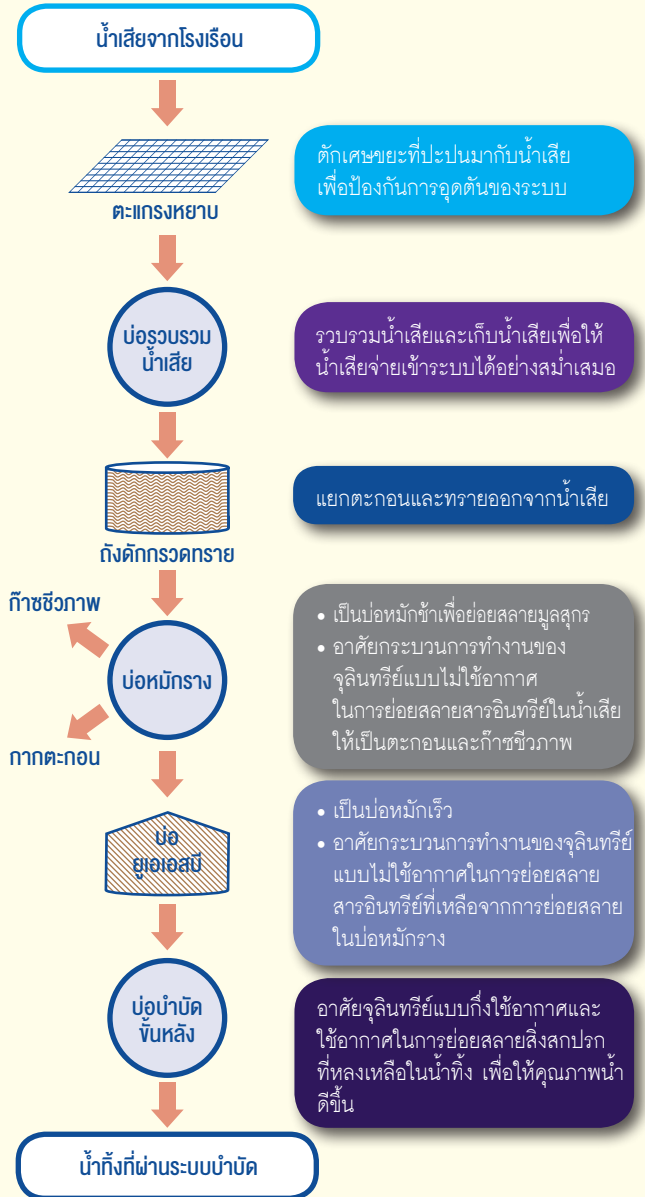 น้ำเสียจากโรงเรือน
ตะแกรงหยาบ
ดักเศษขยะที่ปะปนมากับน้ำเสีย
เพื่อป้องกันการอุดตันของระบบ
บ่อรวบรวม
น้ำเสีย
รวบรวมน้ำเสียและเก็บน้ำเสียเพื่อให้
น้ำเสียจ่ายเข้าระบบได้อย่างสม่ำเสมอ
ถังดักกรวดทราย
แยกตะกอนและทรายออกจากน้ำเสีย
ก๊าซชีวภาพ
บ่อหมักราง
กากตะกอน
• เป็นบ่อหมักช้าเพื่อย่อยสลายมูลสุกร
• อาศัยกระบวนการทำงานของ
จุลินทรีย์แบบไม่ใช้อากาศ
ในการย่อยสลายสารอินทรีย์ในน้ำเสีย
ให้เป็นตะกอนและก๊าซชีวภาพ
บ่อ
ยูเอเอสบี
• เป็นบ่อหมักเร็ว
• อาศัยกระบวนการทำงานของจุลินทรีย์
แบบไม่ใช้อากาศในการย่อยสลาย
สารอินทรีย์ที่เหลือจากการย่อยสลาย
ในบ่อหมักราง
บ่อบำบัด
ขั้นหลัง
อาศัยจุลินทรีย์แบบกึ่งใช้อากาศและ
ใช้อากาศในการย่อยสลายสิ่งสกปรก
ที่หลงเหลือในน้ำทิ้ง เพื่อให้คุณภาพน้ำ
ดีขึ้น
น้ำทิ้งที่ผ่านระบบบำบัด